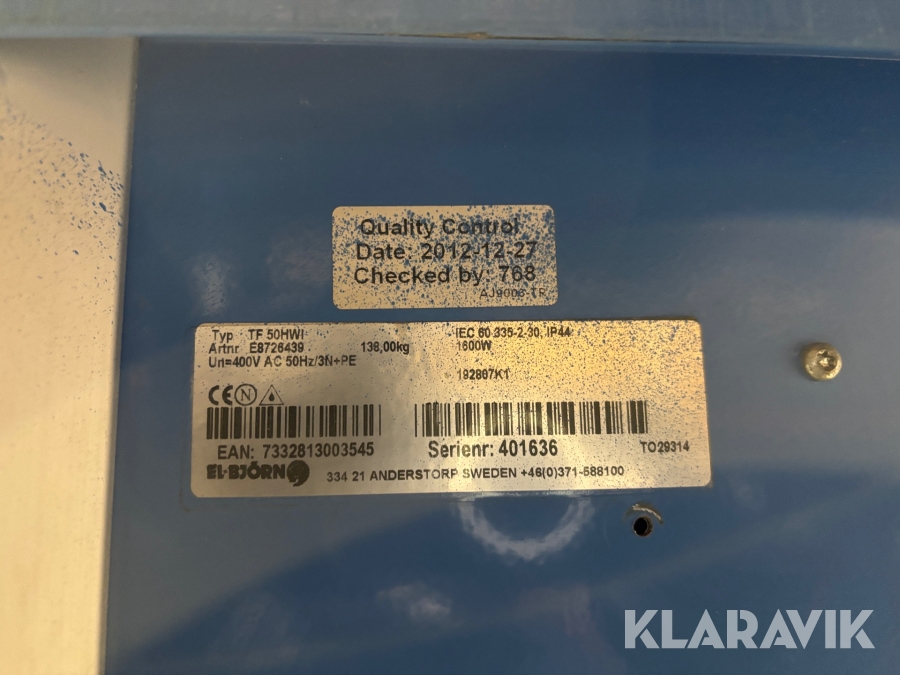 Quality Control
Date, 2012-12-27
Checked by: 768
Typ TF 50HWI
Artnr E8726439 136,00kg
Un=400V AC 50Hz/3N+PE
IEC 60 335-2-30, IP44
1600W
192807K1
CE N
EAN: 7332813003545
Serienr: 401636
TO29314
EL-BJÖRN
334 21 ANDERSTORP SWEDEN +46(0)371-588100
KLARAVIK